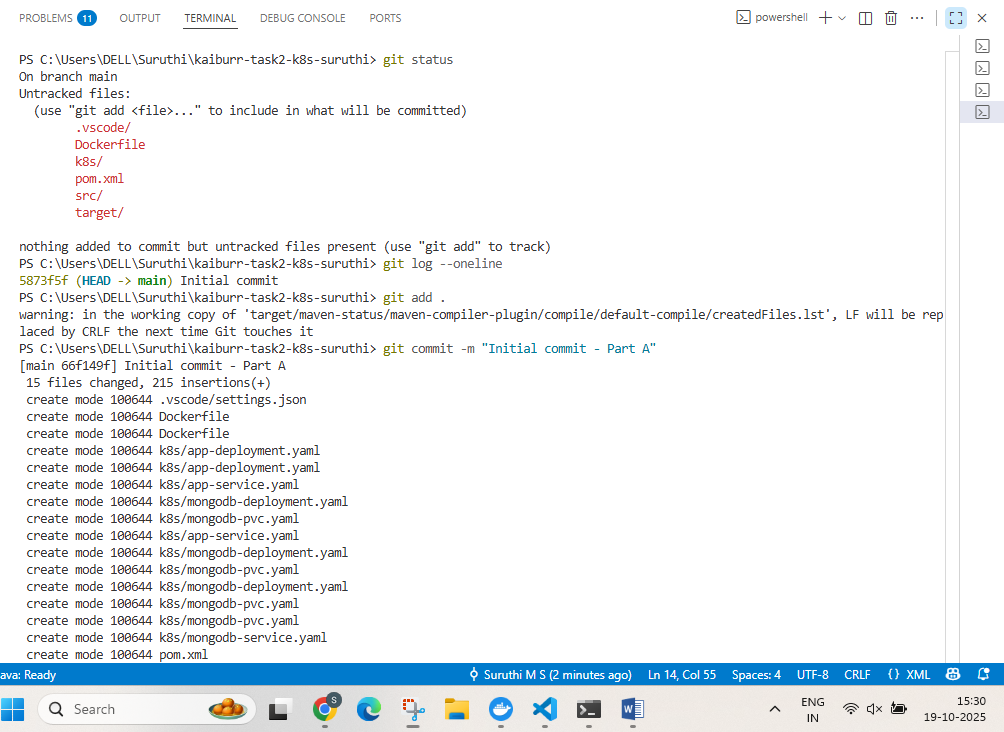 PROBLEMS 11 OUTPUT TERMINAL DEBUG CONSOLE PORTS powershell
PS C:\Users\DELL\Suruthi\kaiburr-task2-k8s-suruthi> git status
On branch main
Untracked files:
  (use "git add <file>..." to include in what will be committed)
        .vscode/
        Dockerfile
        k8s/
        pom.xml
        src/
        target/
nothing added to commit but untracked files present (use "git add" to track)
PS C:\Users\DELL\Suruthi\kaiburr-task2-k8s-suruthi> git log --oneline
5873f5f (HEAD -> main) Initial commit
PS C:\Users\DELL\Suruthi\kaiburr-task2-k8s-suruthi> git add .
warning: in the working copy of 'target/maven-status/maven-compiler-plugin/compile/default-compile/createdFiles.lst', LF will be rep
laced by CRLF the next time Git touches it
PS C:\Users\DELL\Suruthi\kaiburr-task2-k8s-suruthi> git commit -m "Initial commit - Part A"
[main 66f149f] Initial commit - Part A
 15 files changed, 215 insertions(+)
 create mode 100644 .vscode/settings.json
 create mode 100644 Dockerfile
 create mode 100644 Dockerfile
 create mode 100644 k8s/app-deployment.yaml
 create mode 100644 k8s/app-deployment.yaml
 create mode 100644 k8s/app-service.yaml
 create mode 100644 k8s/mongodb-deployment.yaml
 create mode 100644 k8s/mongodb-pvc.yaml
 create mode 100644 k8s/app-service.yaml
 create mode 100644 k8s/mongodb-deployment.yaml
 create mode 100644 k8s/mongodb-pvc.yaml
 create mode 100644 k8s/mongodb-deployment.yaml
 create mode 100644 k8s/mongodb-pvc.yaml
 create mode 100644 k8s/mongodb-pvc.yaml
 create mode 100644 k8s/mongodb-service.yaml
 create mode 100644 pom.xml
ava: Ready Suruthi M S (2 minutes ago) Ln 14, Col 55 Spaces: 4 UTF-8 CRLF {} XML
Search S ENG 15:30
IN 19-10-2025